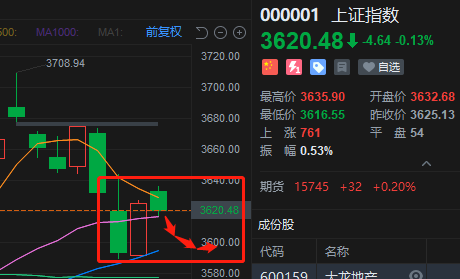 00:
MA1000:
MA1:
前复权
3720.00
3708.94
3700.00
3680.00
3660.00
3640.00
3620.48
3600.00
3580.00
000001 上证指数
3620.48 -4.64 -0.13%
自选
最高价 3635.90 开盘价 3632.68
最低价 3616.55 昨收价 3625.13
上 涨 761 平 盘 54
振 幅 0.53%
期货 15745 +32 +0.20%
成份股
代码 名称
600159 大龙地产